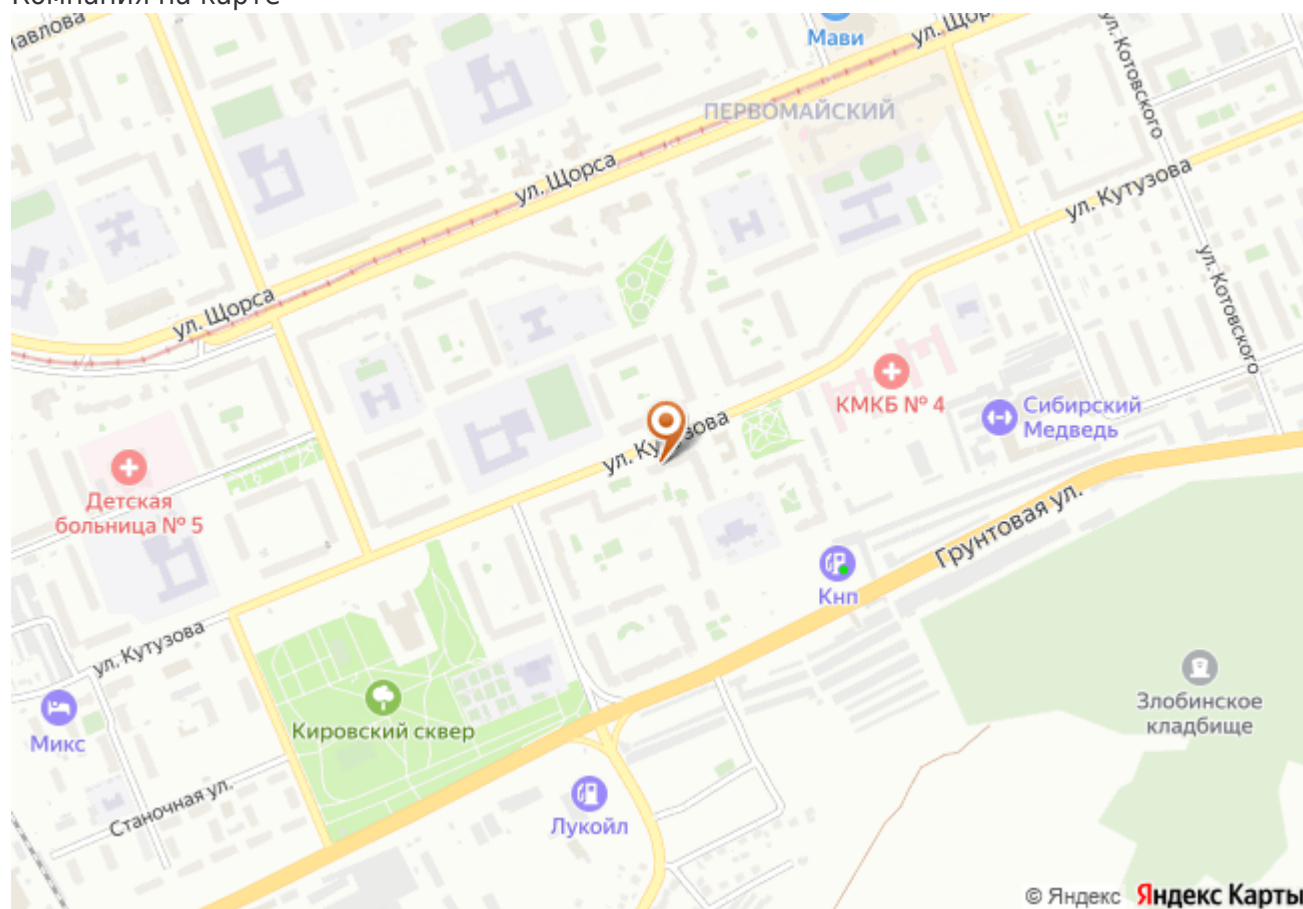 Компания на карте
Мави
ул. Щорса
ул. Котовского
ПЕРВОМАЙСКИЙ
ул. Щорса
ул. Кутузова
ул. Котовского
ул. Щорса
КМКБ № 4
Сибирский
Медведь
ул. Кутузова
Детская
больница № 5
Грунтовая ул.
Кнп
ул. Кутузова
Злобинское
кладбище
Кировский сквер
Микс
Станочная ул.
Лукойл
© Яндекс Яндекс Карты